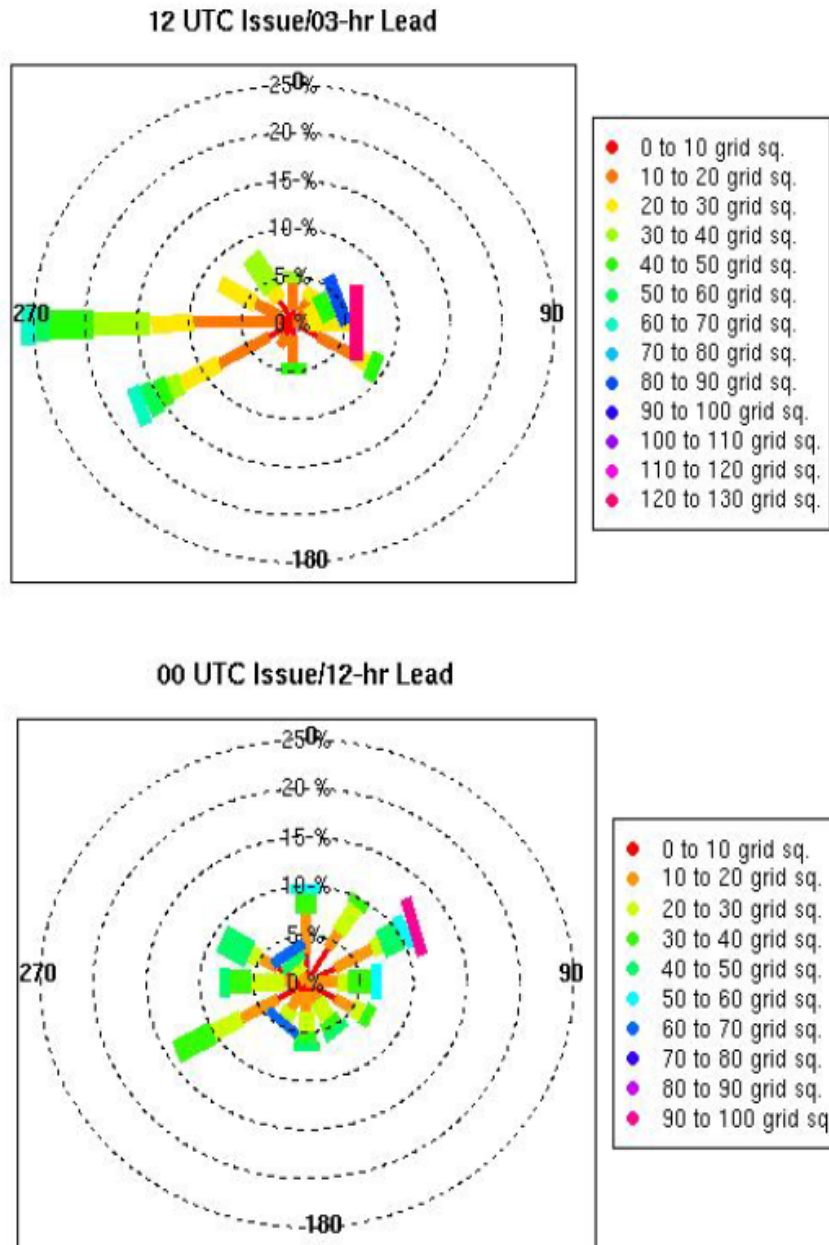 12 UTC Issue/03-hr Lead
0
25 %
20 %
15 %
10 %
5 %
0 %
270
90
180
0 to 10 grid sq.
10 to 20 grid sq.
20 to 30 grid sq.
30 to 40 grid sq.
40 to 50 grid sq.
50 to 60 grid sq.
60 to 70 grid sq.
70 to 80 grid sq.
80 to 90 grid sq.
90 to 100 grid sq.
100 to 110 grid sq.
110 to 120 grid sq.
120 to 130 grid sq.
00 UTC Issue/12-hr Lead
0
25 %
20 %
15 %
10 %
5 %
0 %
270
90
180
0 to 10 grid sq.
10 to 20 grid sq.
20 to 30 grid sq.
30 to 40 grid sq.
40 to 50 grid sq.
50 to 60 grid sq.
60 to 70 grid sq.
70 to 80 grid sq.
80 to 90 grid sq.
90 to 100 grid sq